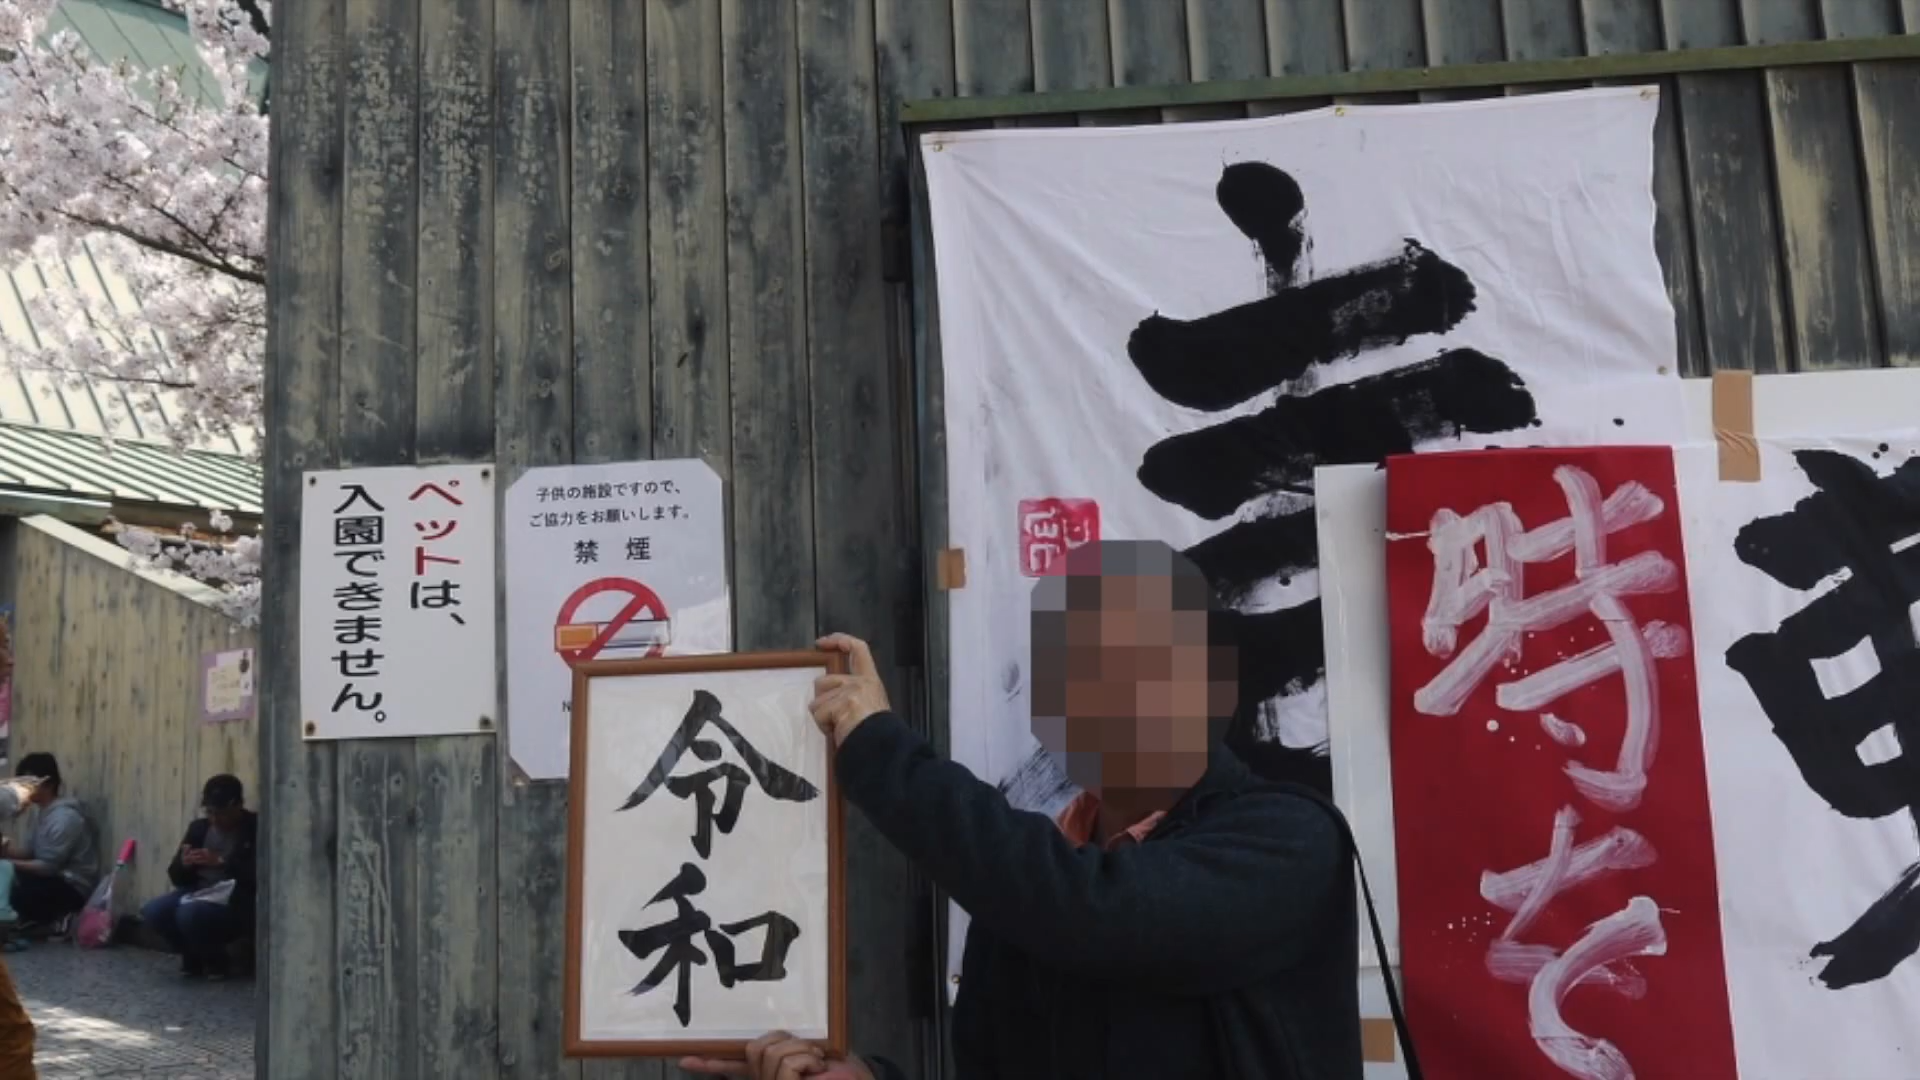 ペットは、
入園できません。
子供の施設ですので、
ご協力をお願いします。
禁煙
令和
時を